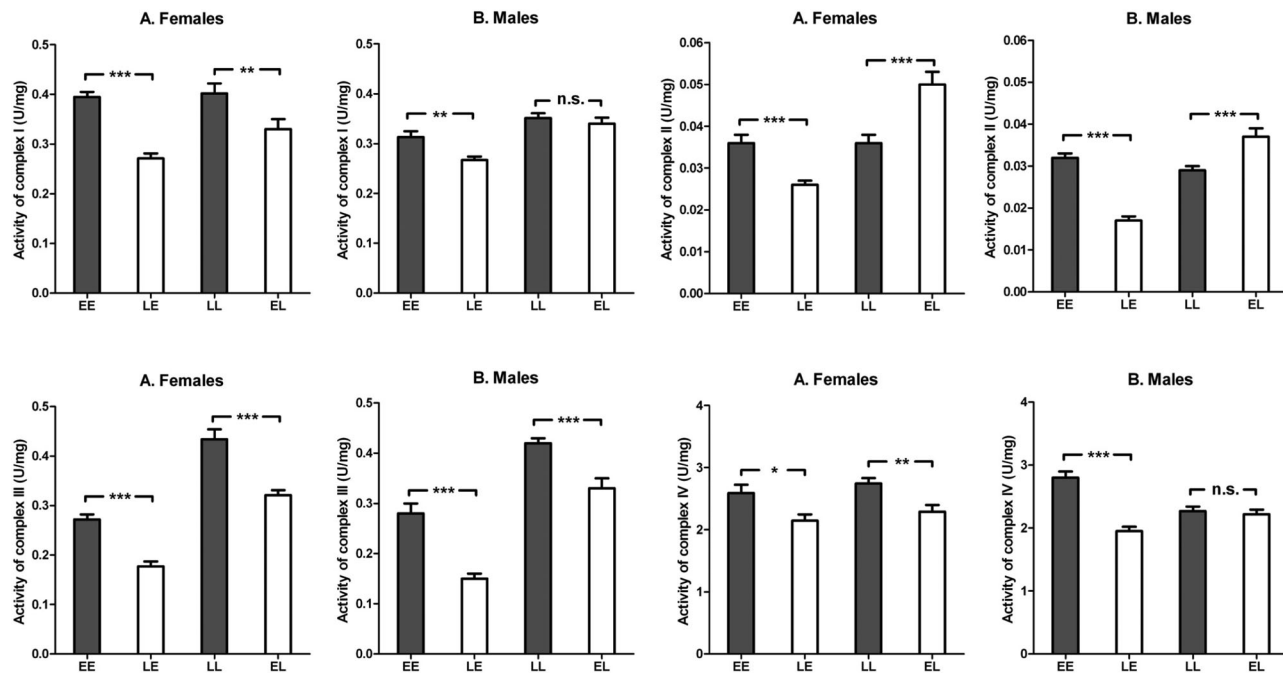 A. Females
Activity of complex I (U/mg)
0.5
0.4
0.3
0.2
0.1
0.0
***
**
EE LE LL EL
B. Males
Activity of complex I (U/mg)
0.5
0.4
0.3
0.2
0.1
0.0
**
n.s.
EE LE LL EL
A. Females
Activity of complex II (U/mg)
0.06
0.05
0.04
0.03
0.02
0.01
0.00
***
***
EE LE LL EL
B. Males
Activity of complex II (U/mg)
0.06
0.05
0.04
0.03
0.02
0.01
0.00
***
***
EE LE LL EL
A. Females
Activity of complex III (U/mg)
0.5
0.4
0.3
0.2
0.1
0.0
***
***
EE LE LL EL
B. Males
Activity of complex III (U/mg)
0.5
0.4
0.3
0.2
0.1
0.0
***
***
EE LE LL EL
A. Females
Activity of complex IV (U/mg)
4
3
2
1
0
*
**
EE LE LL EL
B. Males
Activity of complex IV (U/mg)
4
3
2
1
0
***
n.s.
EE LE LL EL